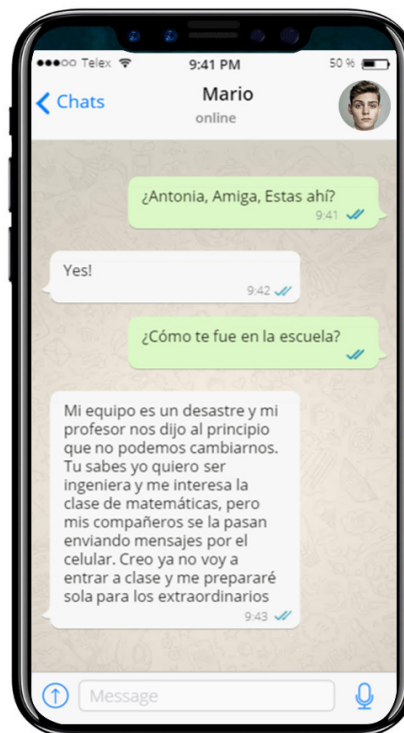 ●●●○○ Telex 9:41 PM 50 %
Chats
Mario
online
¿Antonia, Amiga, Estas ahí?
9:41
Yes!
9:42
¿Cómo te fue en la escuela?
Mi equipo es un desastre y mi
profesor nos dijo al principio
que no podemos cambiarnos.
Tu sabes yo quiero ser
ingeniera y me interesa la
clase de matemáticas, pero
mis compañeros se la pasan
enviando mensajes por el
celular. Creo ya no voy a
entrar a clase y me prepararé
sola para los extraordinarios
9:43
Message